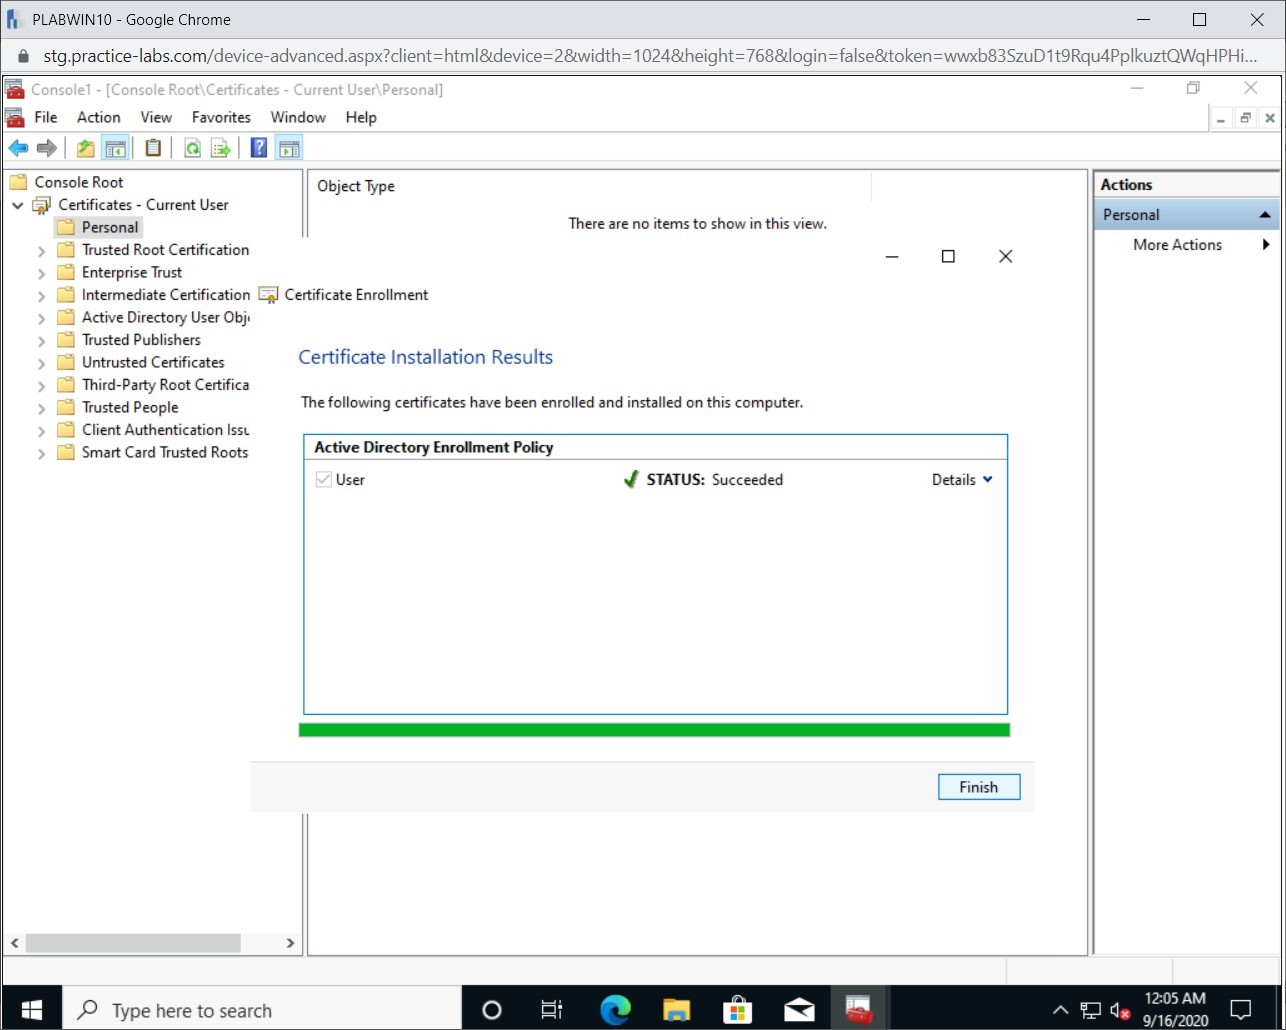 PLABWIN10 - Google Chrome
stg.practice-labs.com/device-advanced.aspx?client=html&device=2&width=1024&height=768&login=false&token=wwxb83SzuD1t9Rqu4PplkuztQWqHPHi...
Console1 - [Console Root\Certificates - Current User\Personal]
File Action View Favorites Window Help
Console Root
Certificates - Current User
Personal
Trusted Root Certification
Enterprise Trust
Intermediate Certification
Active Directory User Obj
Trusted Publishers
Untrusted Certificates
Third-Party Root Certifica
Trusted People
Client Authentication Issu
Smart Card Trusted Roots
Object Type
There are no items to show in this view.
Actions
Personal
More Actions
Certificate Enrollment
Certificate Installation Results
The following certificates have been enrolled and installed on this computer.
Active Directory Enrollment Policy
User STATUS: Succeeded Details
Finish
Type here to search
12:05 AM
9/16/2020